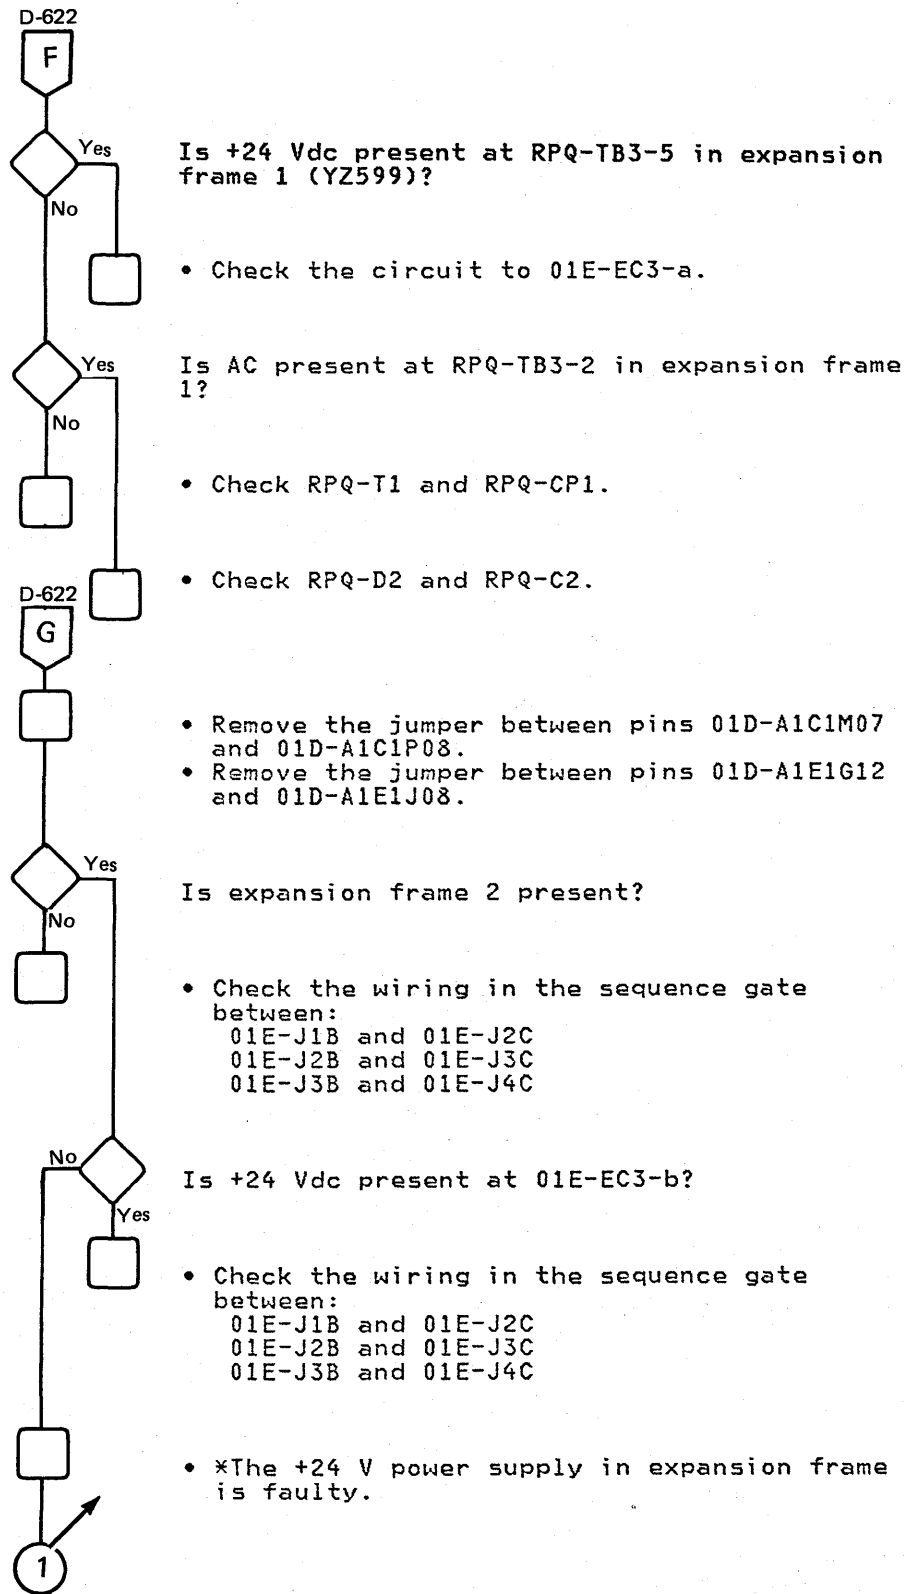 D-622
F
Yes
Is +24 Vdc present at RPQ-TB3-5 in expansion
frame 1 (YZ599)?
No
• Check the circuit to 01E-EC3-a.
Yes
Is AC present at RPQ-TB3-2 in expansion frame
1?
No
• Check RPQ-T1 and RPQ-CP1.
• Check RPQ-D2 and RPQ-C2.
D-622
G
• Remove the jumper between pins 01D-A1C1M07
and 01D-A1C1P08.
• Remove the jumper between pins 01D-A1E1G12
and 01D-A1E1J08.
Yes
Is expansion frame 2 present?
No
• Check the wiring in the sequence gate
between:
01E-J1B and 01E-J2C
01E-J2B and 01E-J3C
01E-J3B and 01E-J4C
No
Is +24 Vdc present at 01E-EC3-b?
Yes
• Check the wiring in the sequence gate
between:
01E-J1B and 01E-J2C
01E-J2B and 01E-J3C
01E-J3B and 01E-J4C
• *The +24 V power supply in expansion frame
is faulty.
1